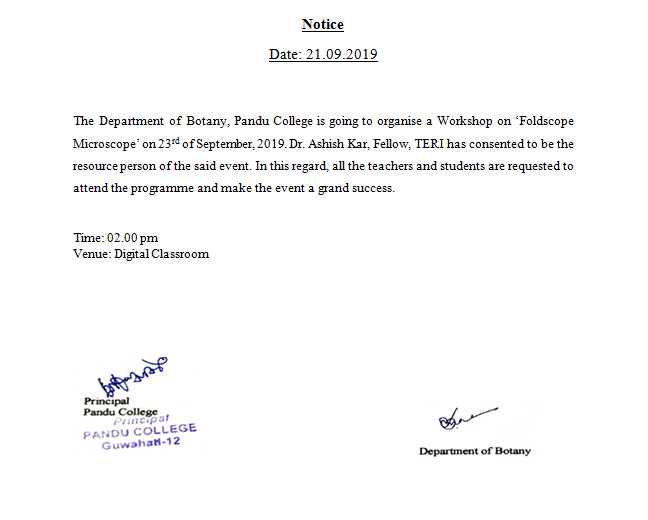 Notice
Date: 21.09.2019
The Department of Botany, Pandu College is going to organise a Workshop on ‘Foldscope
Microscope’ on 23rd of September, 2019. Dr. Ashish Kar, Fellow, TERI has consented to be the
resource person of the said event. In this regard, all the teachers and students are requested to
attend the programme and make the event a grand success.
Time: 02.00 pm
Venue: Digital Classroom
Principal
Pandu College
Principal
PANDU COLLEGE
Guwahati-12
Department of Botany